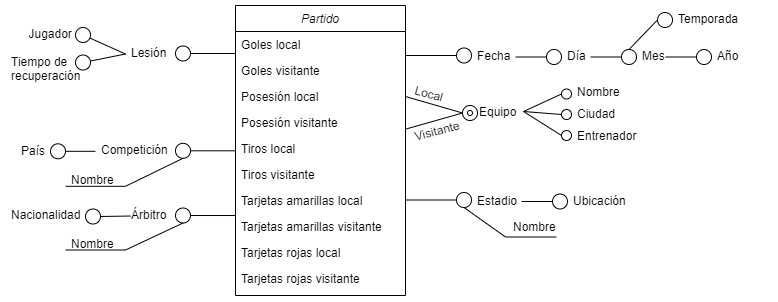 Partido
Goles local
Goles visitante
Posesión local
Posesión visitante
Tiros local
Tiros visitante
Tarjetas amarillas local
Tarjetas amarillas visitante
Tarjetas rojas local
Tarjetas rojas visitante
Jugador
Tiempo de
recuperación
Lesión
País
Competición
Nombre
Nacionalidad
Árbitro
Nombre
Temporada
Fecha
Día
Mes
Año
Local
Visitante
Equipo
Nombre
Ciudad
Entrenador
Estadio
Ubicación
Nombre